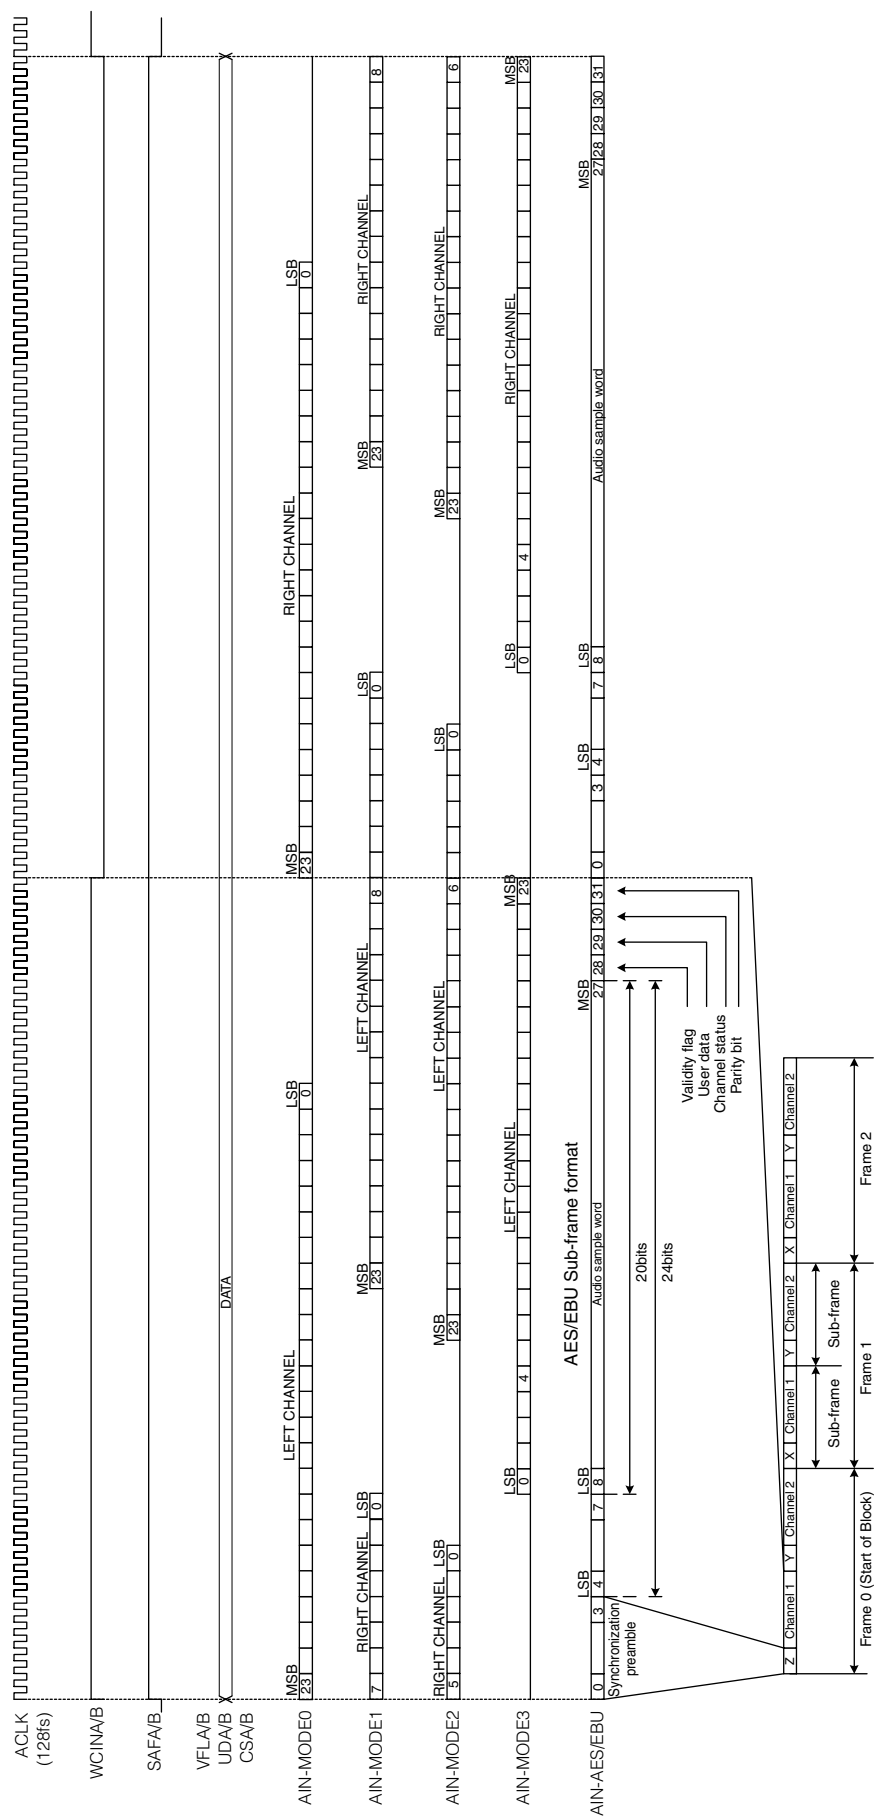 ACLK
(128fs)
WCINA/B
SAFA/B
DATA
VFLA/B
UDA/B
CSA/B
LEFT CHANNEL RIGHT CHANNEL
MSB LSB MSB LSB
AIN-MODE0 23 0 23 0
RIGHT CHANNEL LSB MSB LEFT CHANNEL LSB MSB RIGHT CHANNEL
AIN-MODE1 7 0 23 8 0 23 8
RIGHT CHANNEL LSB MSB LEFT CHANNEL LSB MSB RIGHT CHANNEL
AIN-MODE2 5 0 23 6 0 23 6
LSB LEFT CHANNEL MSB LSB RIGHT CHANNEL MSB
AIN-MODE3 0 4 23 0 4 23
AES/EBU Sub-frame format
LSB LSB MSB LSB LSB MSB
AIN-AES/EBU 0 3 4 7 8 Audio sample word 27 28 29 30 31 0 3 4 7 8 Audio sample word 27 28 29 30 31
Synchronization
preamble
20bits
24bits
Validity flag
User data
Channel status
Parity bit
Z Channel 1 Y Channel 2 X Channel 1 Y Channel 2 X Channel 1 Y Channel 2
Sub-frame Sub-frame
Frame 0 (Start of Block) Frame 1 Frame 2